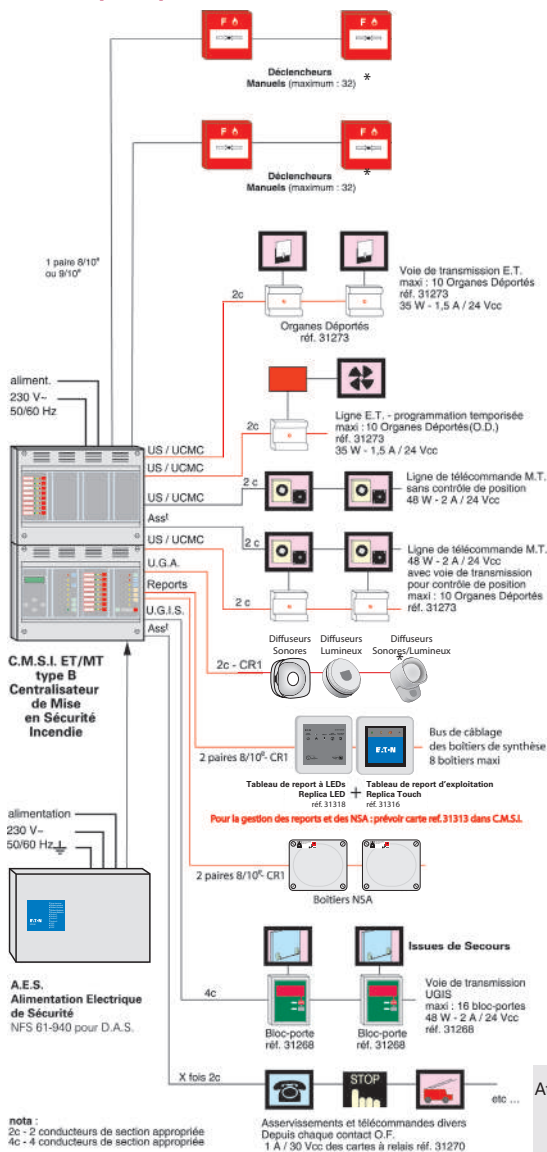 F F
Déclencheurs
Manuels (maximum : 32) *
F F
Déclencheurs
Manuels (maximum : 32) *
1 paire 8/10e
ou 9/10e
2c
Voie de transmission E.T.
maxi : 10 Organes Déportés
réf. 31273
35 W - 1,5 A / 24 Vcc
Organes Déportés
réf. 31273
2c
Ligne E.T. - programmation temporisée
maxi : 10 Organes Déportés(O.D.)
réf. 31273
35 W - 1,5 A / 24 Vcc
aliment.
230 V~
50/60 Hz
US / UCMC
US / UCMC
US / UCMC
Asst
US / UCMC
U.G.A.
Reports
U.G.I.S.
Asst
2 c
Ligne de télécommande M.T.
sans contrôle de position
48 W - 2 A / 24 Vcc
2 c
Ligne de télécommande M.T.
48 W - 2 A / 24 Vcc
avec voie de transmission
pour contrôle de position
maxi : 10 Organes Déportés
réf. 31273
2 c
C.M.S.I. ET/MT
type B
Centralisateur
de Mise
en Sécurité
Incendie
2c - CR1
Diffuseurs
Sonores
Diffuseurs
Lumineux
Diffuseurs
Sonores/Lumineux
*
2 paires 8/10e- CR1
E·T·N
Bus de câblage
des boîtiers de synthèse
8 boîtiers maxi
Tableau de report à LEDs
Replica LED
réf. 31318
+
Tableau de report d'exploitation
Replica Touch
réf. 31316
Pour la gestion des reports et des NSA : prévoir carte ref. 31313 dans C.M.S.I.
2 paires 8/10e- CR1
Boîtiers NSA
alimentation
230 V~
50/60 Hz
E·T·N
A.E.S.
Alimentation Electrique
de Sécurité
NFS 61-940 pour D.A.S.
Issues de Secours
4c
Bloc-porte
réf. 31268
Bloc-porte
réf. 31268
Voie de transmission
UGIS
maxi : 16 bloc-portes
48 W - 2 A / 24 Vcc
réf. 31268
X fois 2c
STOP
etc ...
Asservissements et télécommandes divers
Depuis chaque contact O.F.
1 A / 30 Vcc des cartes à relais réf. 31270
nota :
2c - 2 conducteurs de section appropriée
4c - 4 conducteurs de section appropriée